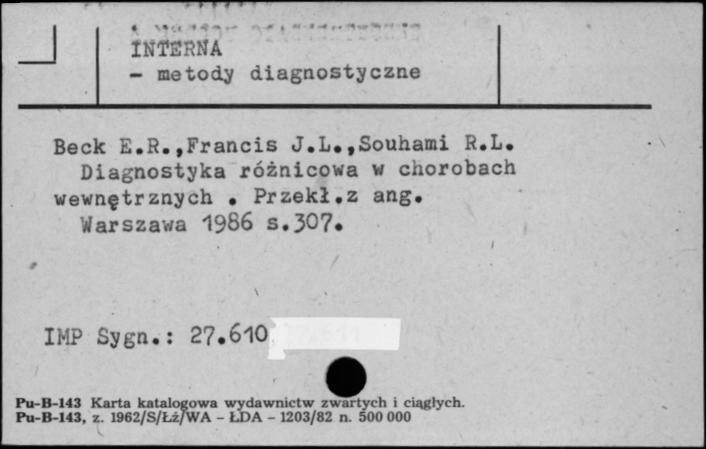 INTERNA
- metody diagnostyczne
Beck E.R.,Francis J.L.,Souhami R.L.
Diagnostyka różnicowa w chorobach
wewnętrznych . Przekł.z ang.
Warszawa 1986 s.307.
IMP Sygn.: 27.610
Pu-B-143 Karta katalogowa wydawnictw zwartych i ciągłych.
Pu-B-143, z. 1962/S/Łż/WA - ŁDA - 1203/82 n. 500 000